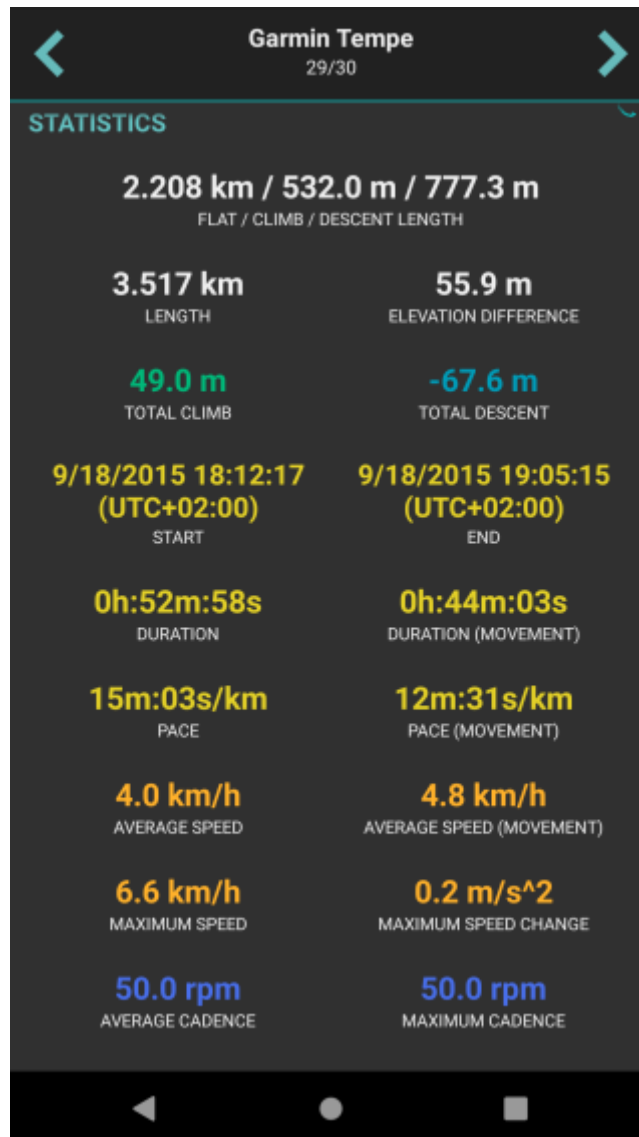 Garmin Tempe
29/30
STATISTICS
2.208 km / 532.0 m / 777.3 m
FLAT / CLIMB / DESCENT LENGTH
3.517 km
LENGTH
55.9 m
ELEVATION DIFFERENCE
49.0 m
TOTAL CLIMB
-67.6 m
TOTAL DESCENT
9/18/2015 18:12:17
(UTC+02:00)
START
9/18/2015 19:05:15
(UTC+02:00)
END
0h:52m:58s
DURATION
0h:44m:03s
DURATION (MOVEMENT)
15m:03s/km
PACE
12m:31s/km
PACE (MOVEMENT)
4.0 km/h
AVERAGE SPEED
4.8 km/h
AVERAGE SPEED (MOVEMENT)
6.6 km/h
MAXIMUM SPEED
0.2 m/s^2
MAXIMUM SPEED CHANGE
50.0 rpm
AVERAGE CADENCE
50.0 rpm
MAXIMUM CADENCE